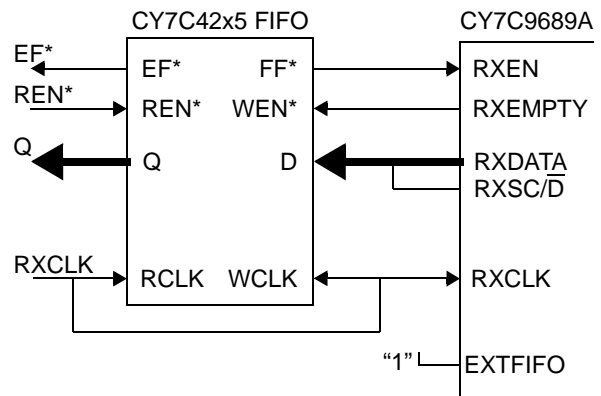 CY7C42x5 FIFO
CY7C9689A
EF*
EF*
FF*
RXEN
REN*
REN*
WEN*
RXEMPTY
Q
Q
D
RXDATA
RXSC/D̅
RXCLK
RCLK
WCLK
RXCLK
“1”
EXTFIFO